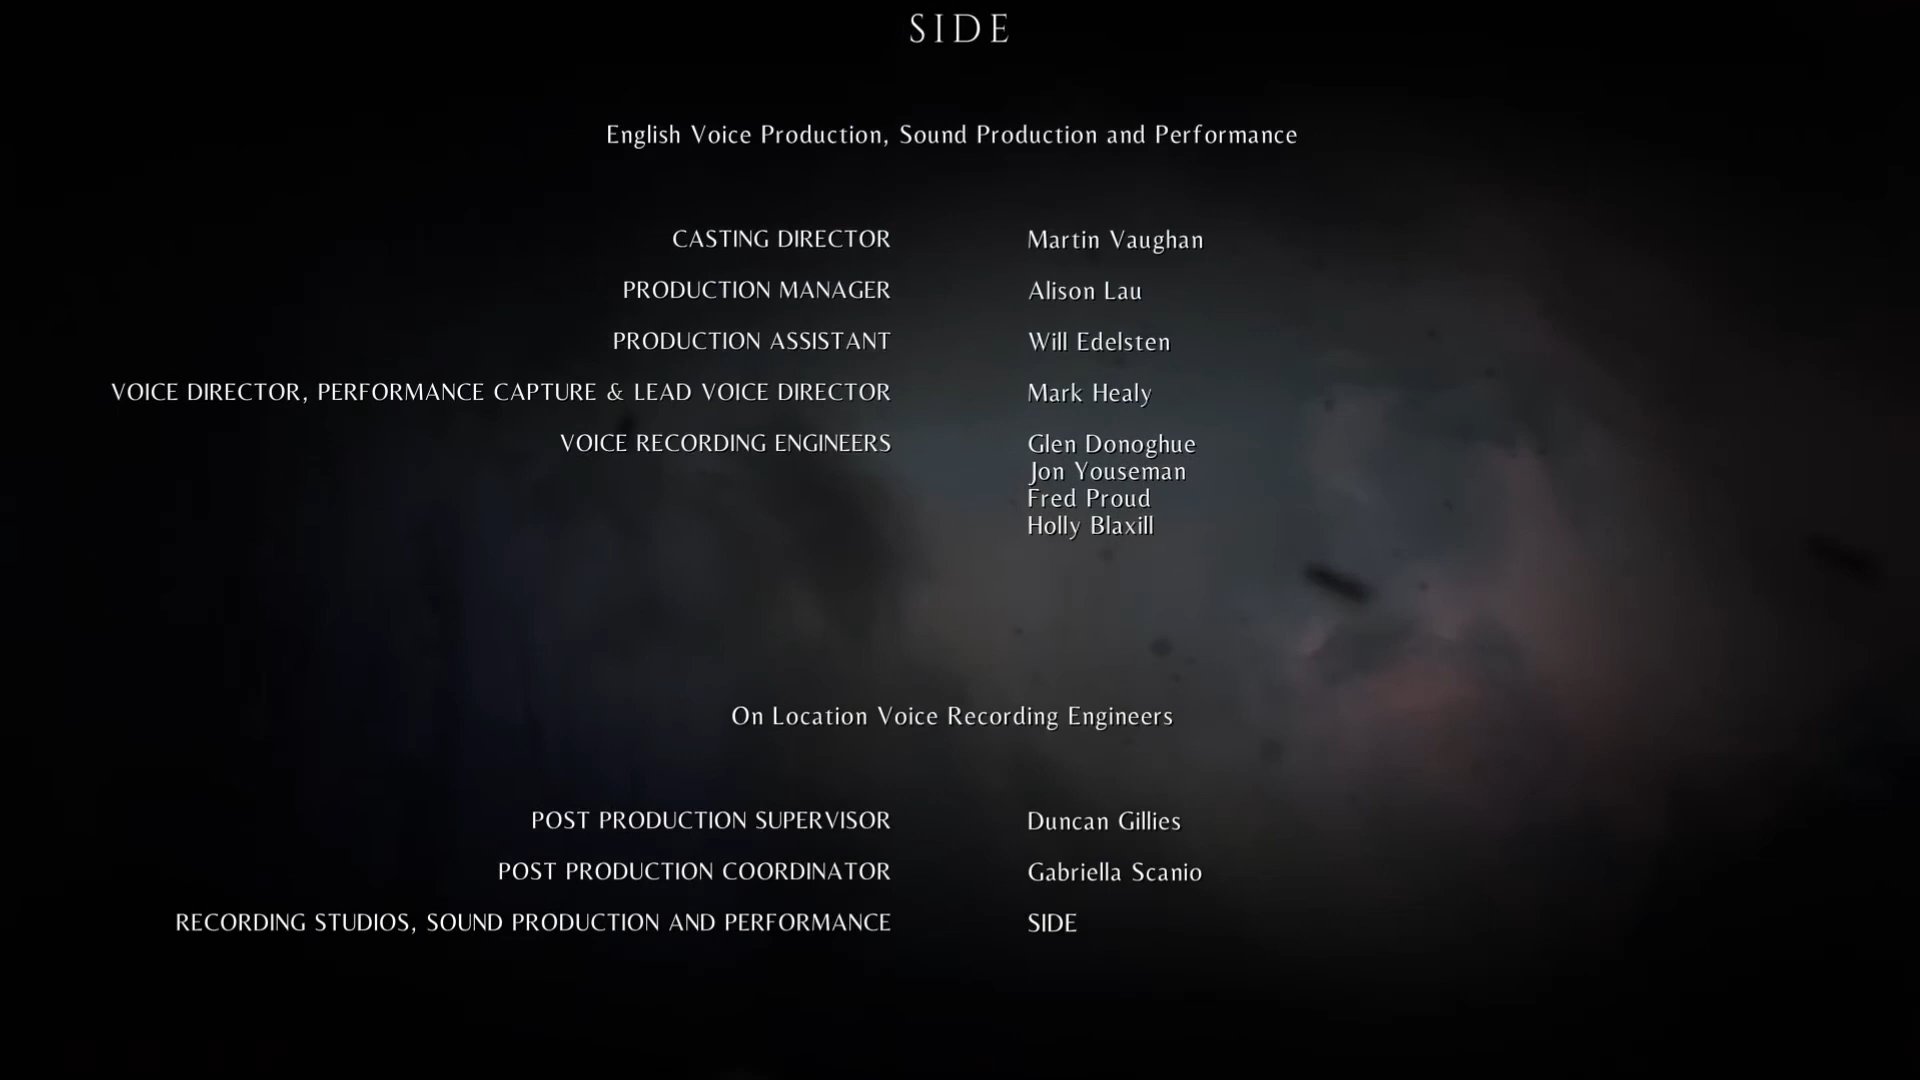 SIDE
English Voice Production, Sound Production and Performance
CASTING DIRECTOR Martin Vaughan
PRODUCTION MANAGER Alison Lau
PRODUCTION ASSISTANT Will Edelsten
VOICE DIRECTOR, PERFORMANCE CAPTURE & LEAD VOICE DIRECTOR Mark Healy
VOICE RECORDING ENGINEERS Glen Donoghue
Jon Youseman
Fred Proud
Holly Blaxill
On Location Voice Recording Engineers
POST PRODUCTION SUPERVISOR Duncan Gillies
POST PRODUCTION COORDINATOR Gabriella Scanio
RECORDING STUDIOS, SOUND PRODUCTION AND PERFORMANCE SIDE